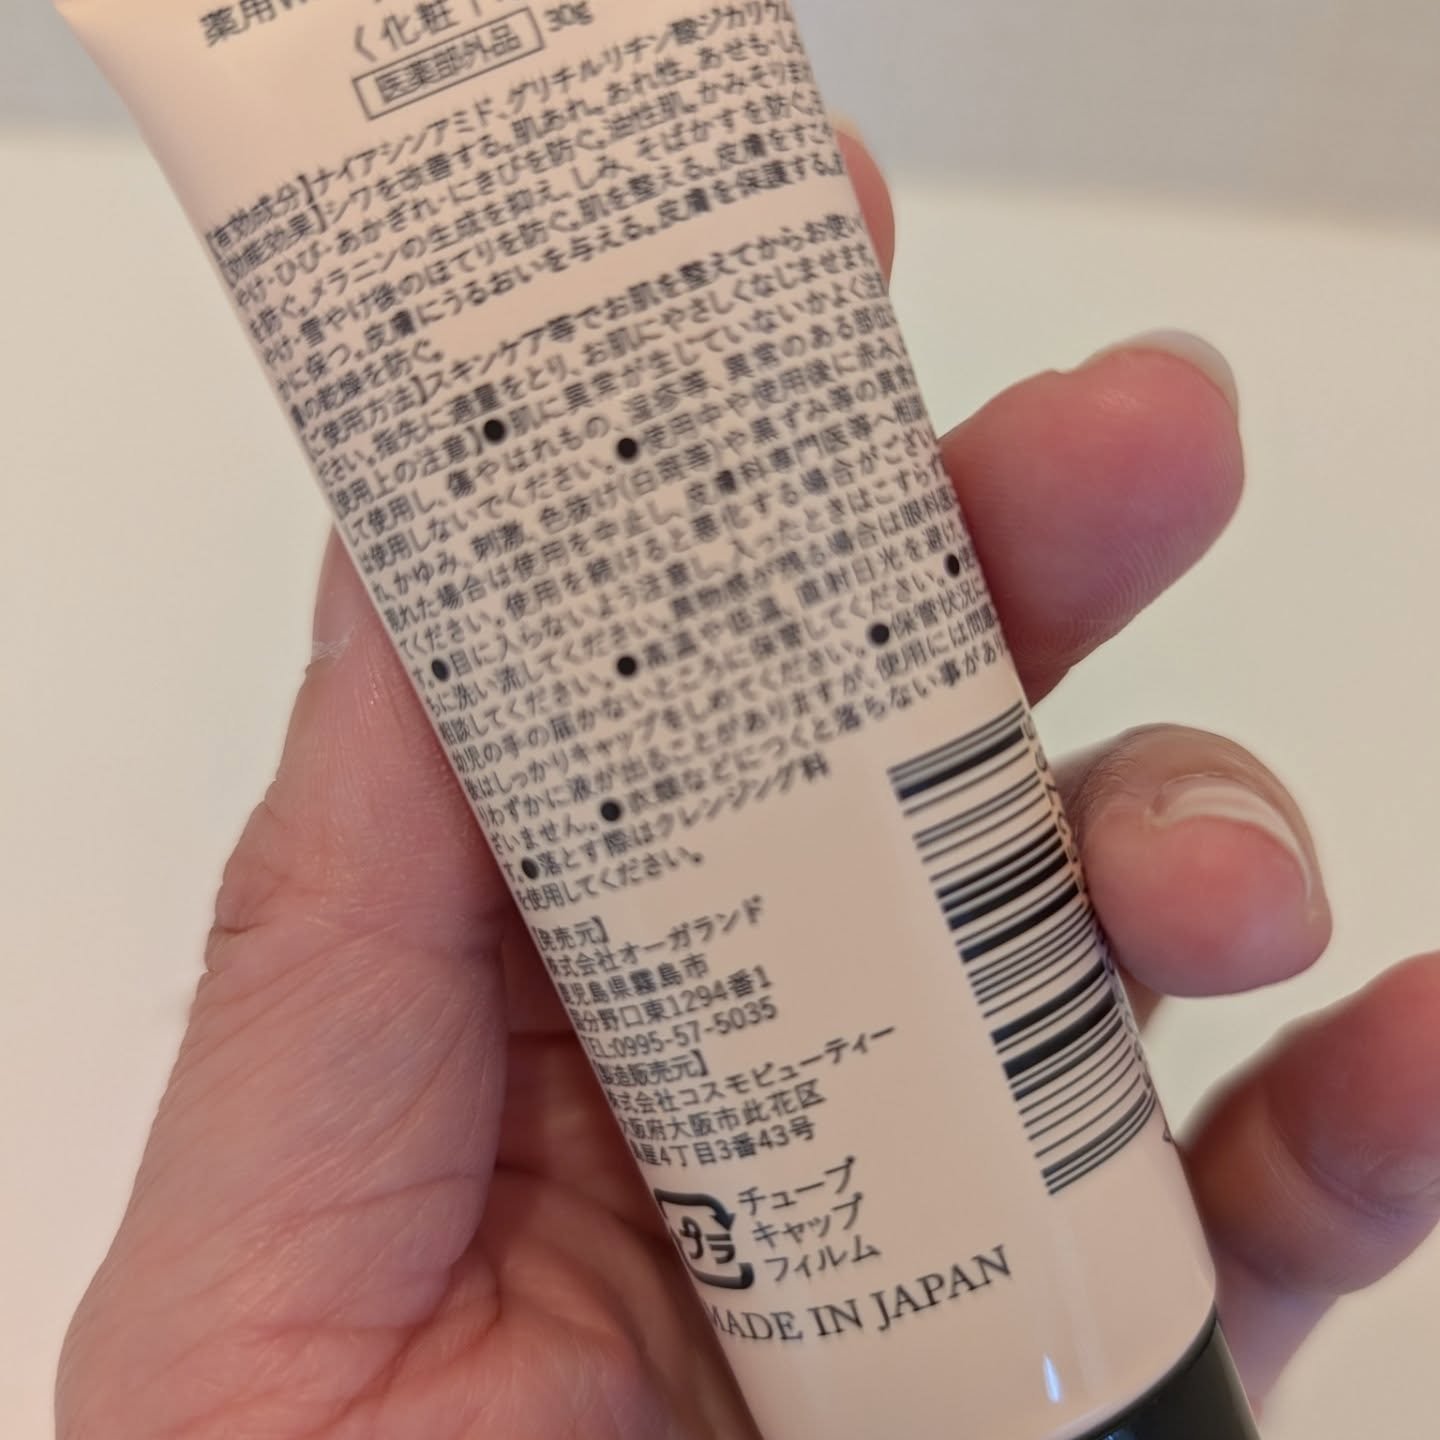 薬用W
〈化粧下
医薬部外品 30g
【有効成分】ナイアシンアミド、グリチルリチン酸ジカリウム
【効能効果】シワを改善する。肌あれ。あれ性。あせも・し
やけ・ひび・あかぎれ・にきびを防ぐ。油性肌。かみそりまけ
を防ぐ。メラニンの生成を抑え、しみ、そばかすを防ぐ。
やけ・雪やけ後のほてりを防ぐ。肌を整える。皮膚をすこ
かに保つ。皮膚にうるおいを与える。皮膚を保護する。
膚の乾燥を防ぐ。
ご使用方法】スキンケア等でお肌を整えてからお使い
ださい。指先に適量をとり、お肌にやさしくなじませます
使用上の注意】●肌に異常が生じていないかよく注
して使用し、傷やはれもの、湿疹等、異常のある部位
は使用しないでください。●使用中や使用後に赤み、
れ、かゆみ、刺激、色抜け(白斑等)や黒ずみ等の異常
現れた場合は使用を中止し、皮膚科専門医等へ相談
てください。使用を続けると悪化する場合がござい
す。●目に入らないよう注意し、入ったときはこすらず
ちに洗い流してください。異物感が残る場合は眼科医
相談してください。●高温や低温、直射日光を避け、
幼児の手の届かないところに保管してください。●使
後はしっかりキャップをしめてください。●保管状況に
りわずかに液が出ることがありますが、使用には問題
ざいません。●衣類などにつくと落ちない事があり
す。●落とす際はクレンジング料
を使用してください。
【発売元】
株式会社オーガランド
鹿児島県霧島市
国分野口東1294番1
TEL:0995-57-5035
【製造販売元】
株式会社コスモビューティー
大阪府大阪市此花区
島屋4丁目3番43号
プラ
チューブ
キャップ
フィルム
MADE IN JAPAN